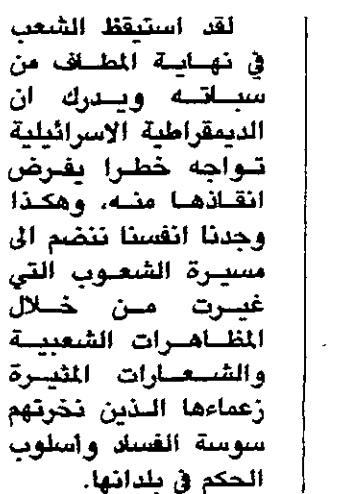 لقد استيقظ الشعب
في نهاية المطاف من
سباته ويدرك ان
الديمقراطية الاسرائيلية
تواجه خطرا يفرض
انقاذها منه، وهكذا
وجدنا انفسنا ننضم الى
مسيرة الشعوب التي
غيرت من خلال
المظاهرات الشعبية
والشعارات المثيرة
زعماءها الذين نخرتهم
سوسة الفساد واسلوب
الحكم في بلدانها.